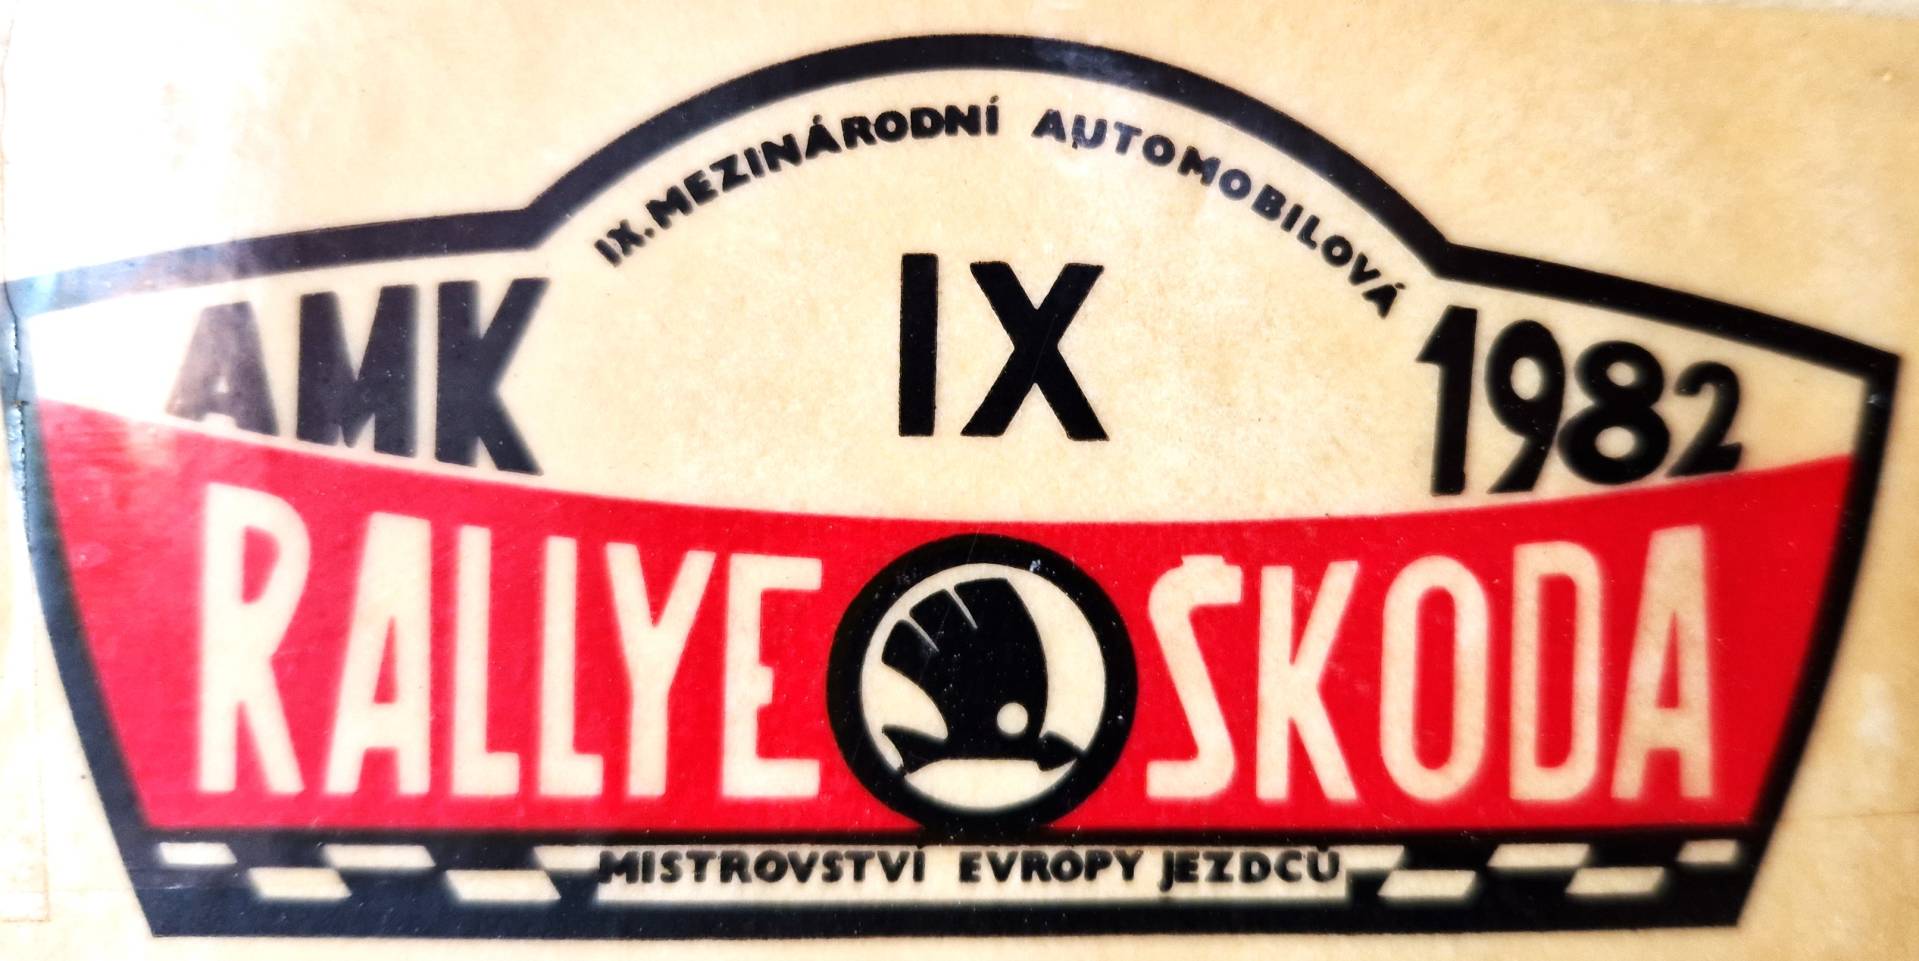 IX. MEZINÁRODNÍ AUTOMOBILOVÁ
AMK IX 1982
RALLYE ŠKODA
MISTROVSTVÍ EVROPY JEZDCŮ